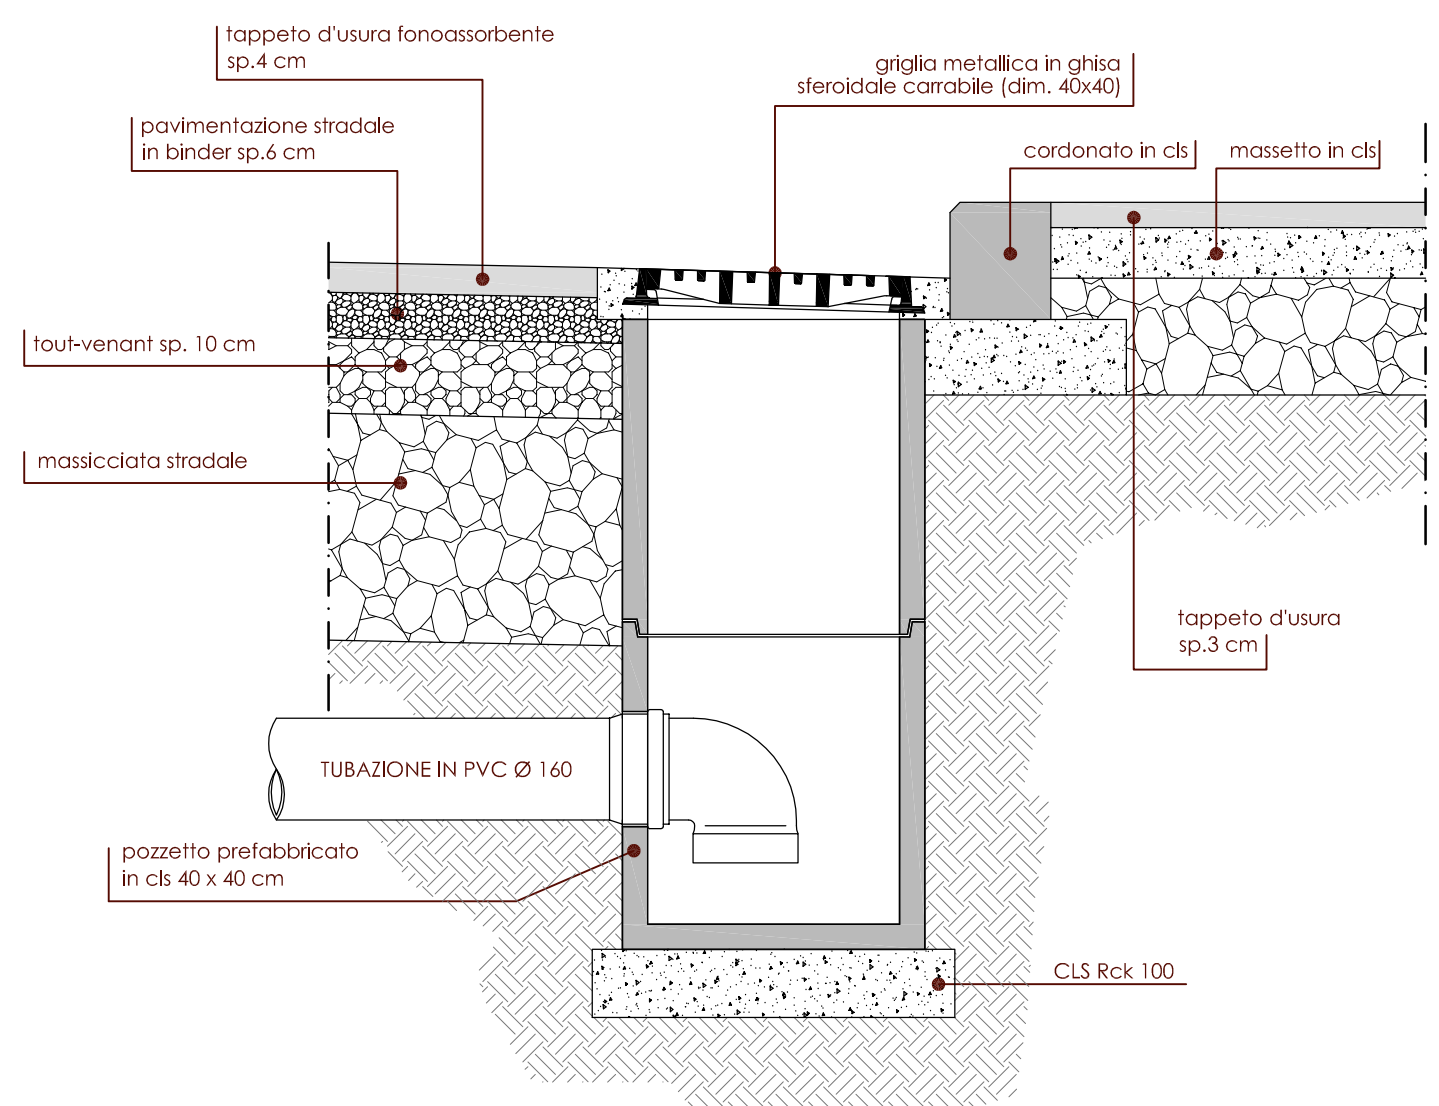 tappeto d'usura fonoassorbente
sp.4 cm
griglia metallica in ghisa
sferoidale carrabile (dim. 40x40)
pavimentazione stradale
in binder sp.6 cm
cordonato in cls
massetto in cls
tout-venant sp. 10 cm
massicciata stradale
tappeto d'usura
sp.3 cm
TUBAZIONE IN PVC Ø 160
pozzetto prefabbricato
in cls 40 x 40 cm
CLS Rck 100